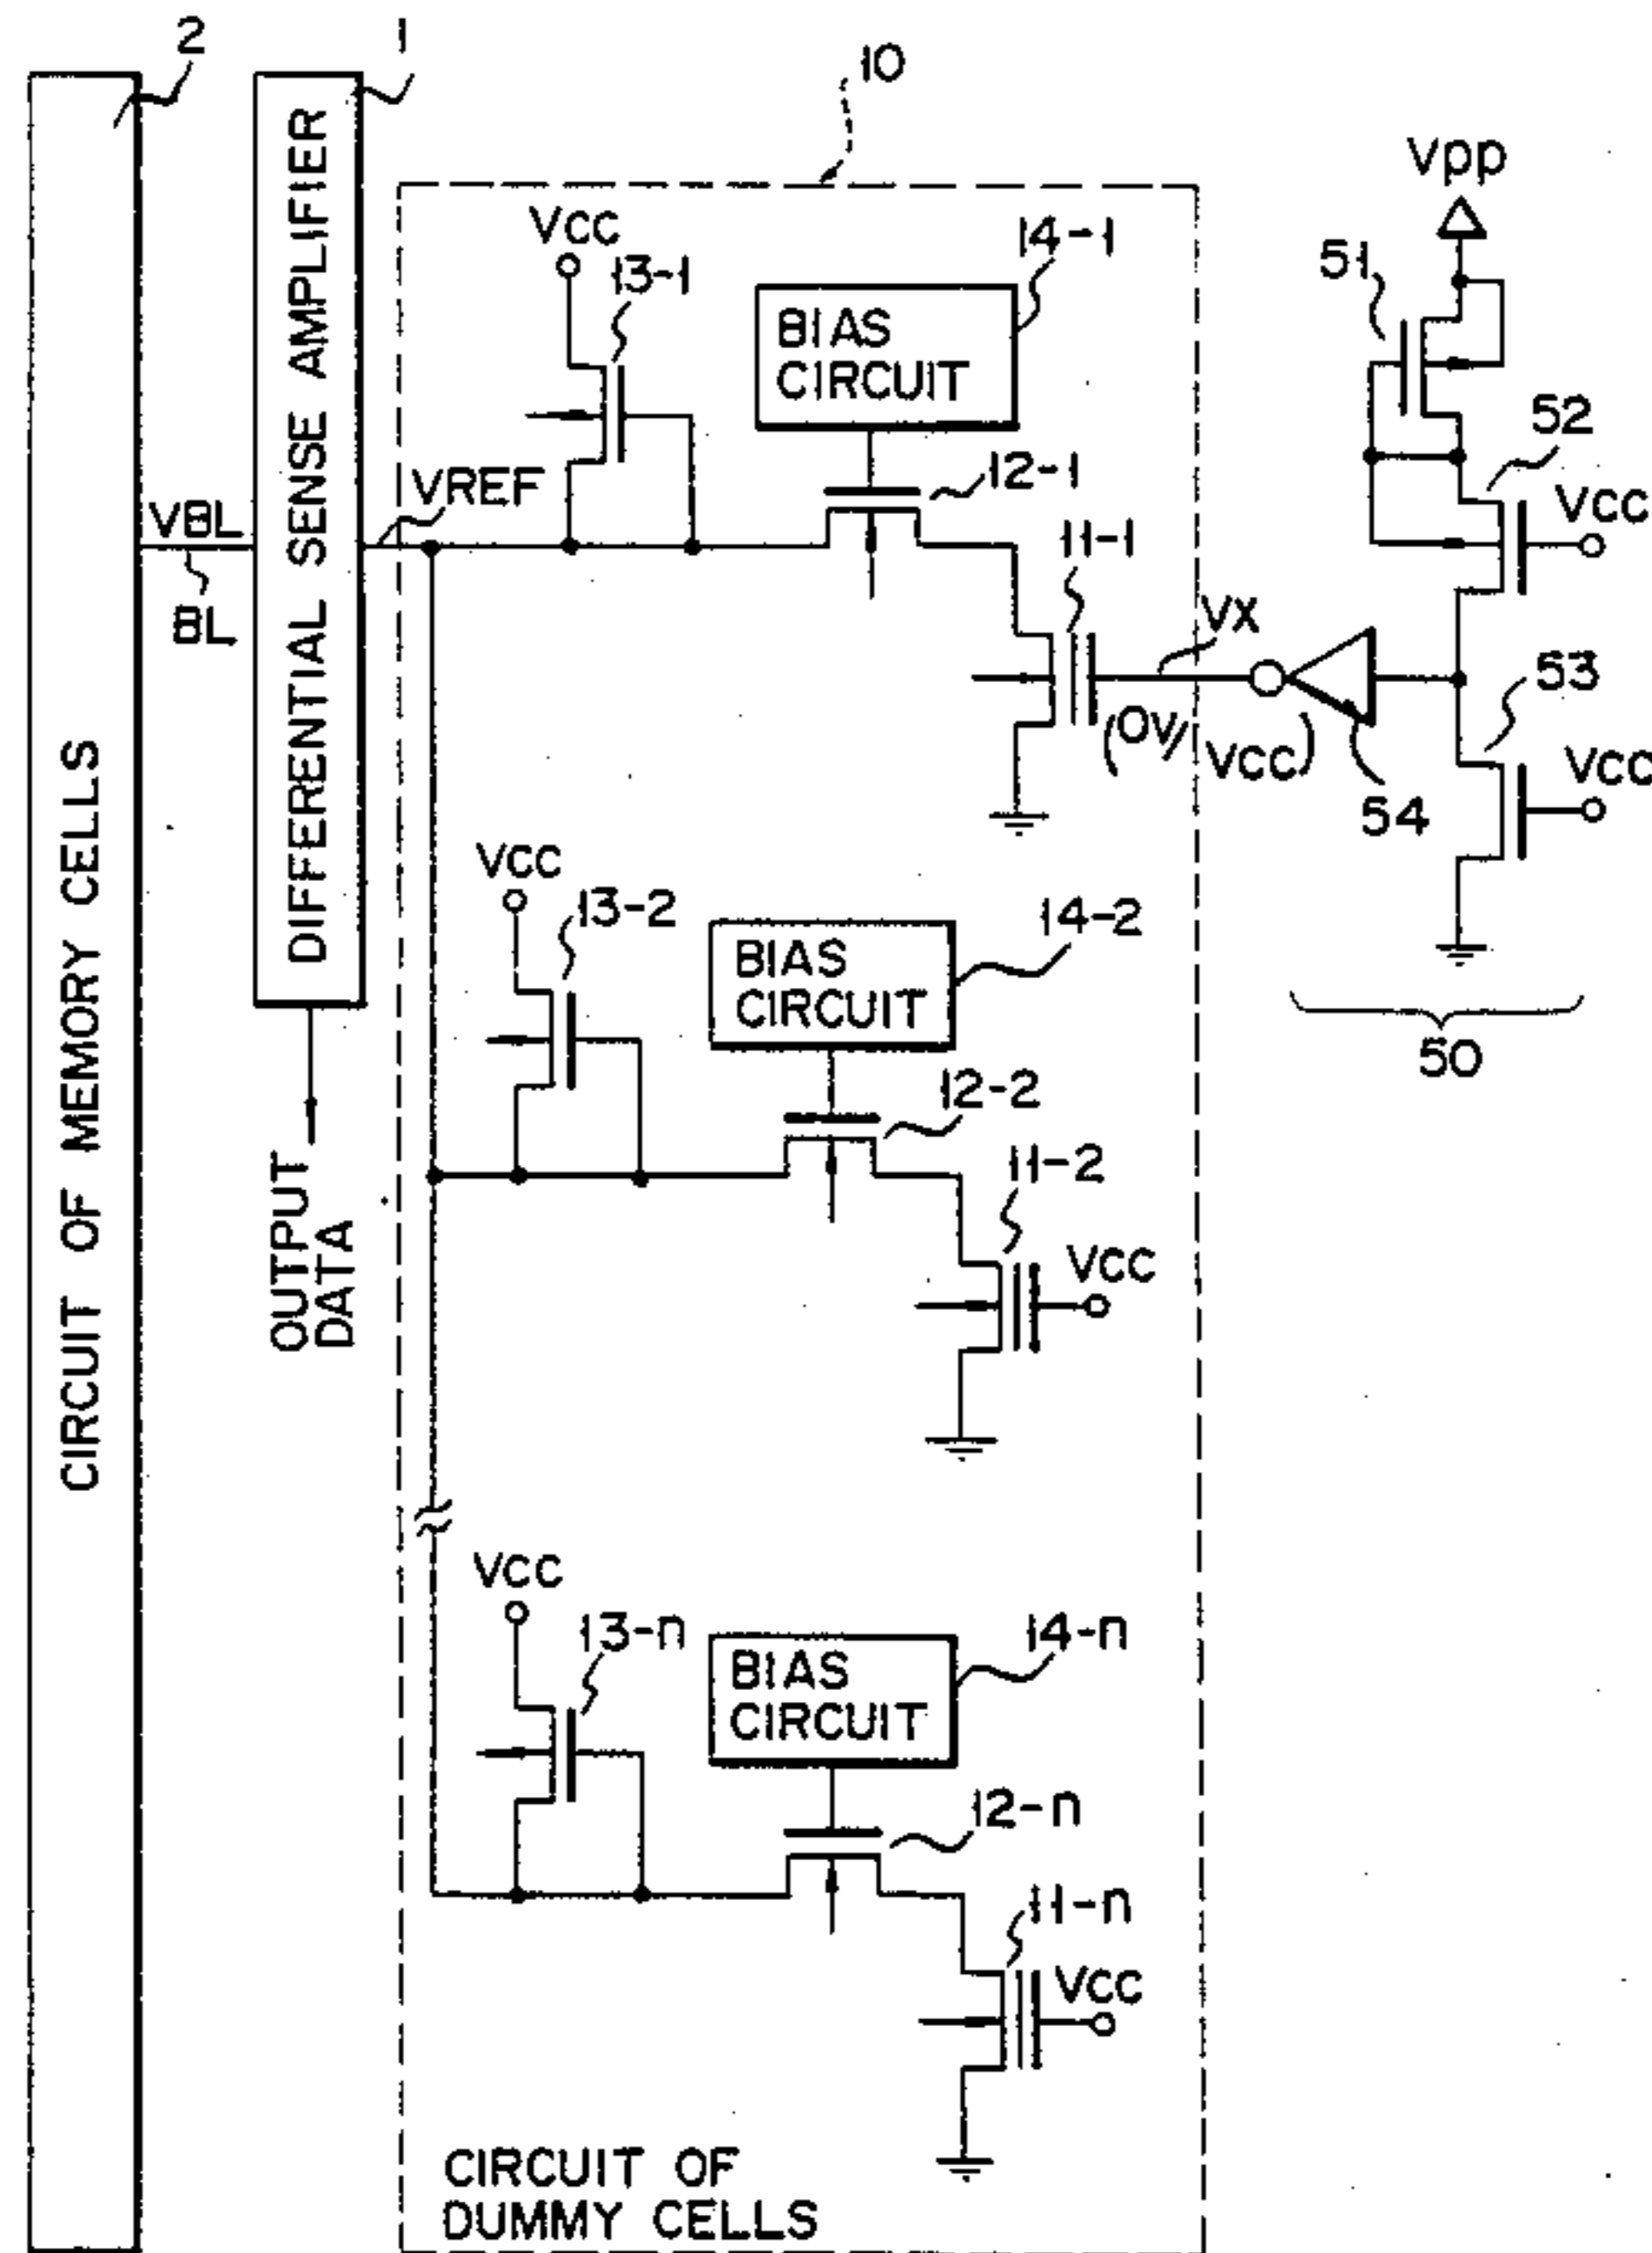 2
1
10
CIRCUIT OF MEMORY CELLS
DIFFERENTIAL SENSE AMPLIFIER
VBL
BL
VREF
OUTPUT
DATA
VCC
13-1
14-1
BIAS
CIRCUIT
12-1
11-1
VX
(0V/
VCC)
Vpp
51
52
VCC
53
VCC
54
50
VCC
13-2
14-2
BIAS
CIRCUIT
12-2
11-2
VCC
VCC
13-n
14-n
BIAS
CIRCUIT
12-n
11-n
VCC
CIRCUIT OF
DUMMY CELLS